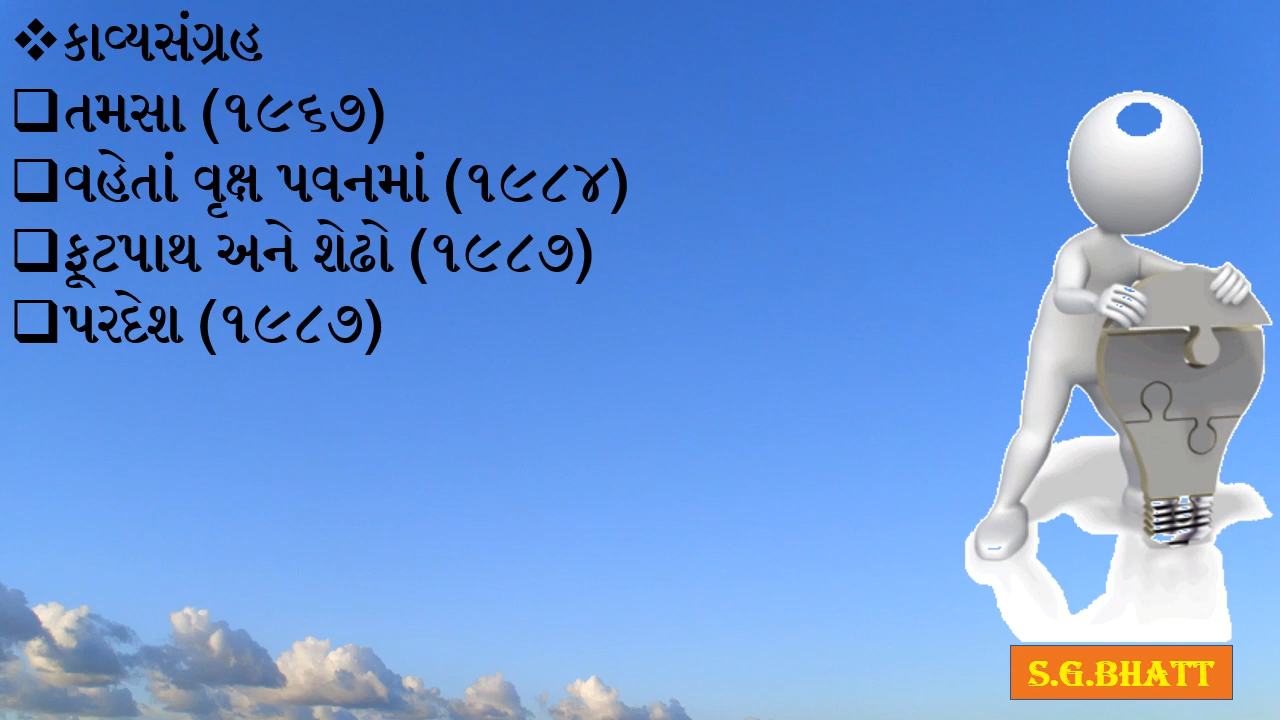 ❖કાવ્યસંગ્રહ
❑તમસા (૧૯૬૭)
❑વહેતાં વૃક્ષ પવનમાં (૧૯૮૪)
❑ફૂટપાથ અને શેઢો (૧૯૮૭)
❑પરદેશ (૧૯૮૭)
S.G.BHATT